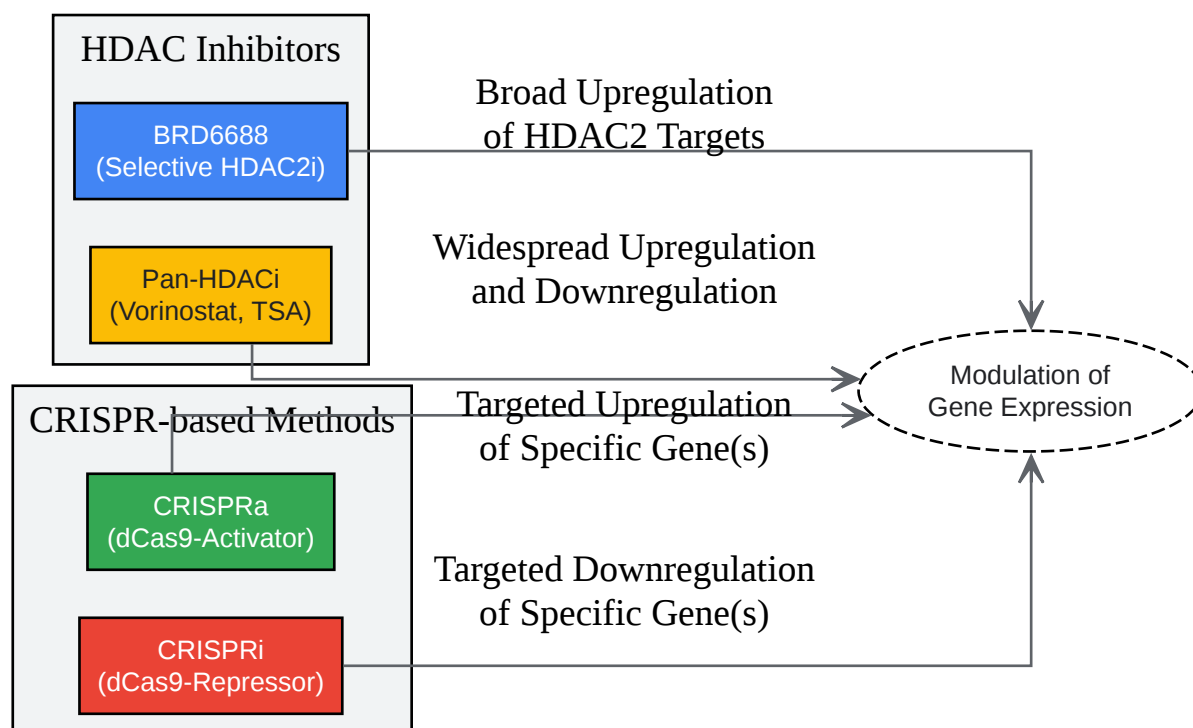 HDAC Inhibitors
BRD6688
(Selective HDAC2i)
Broad Upregulation
of HDAC2 Targets
Pan-HDACi
(Vorinostat, TSA)
Widespread Upregulation
and Downregulation
Modulation of
Gene Expression
CRISPR-based Methods
Targeted Upregulation
of Specific Gene(s)
CRISPRa
(dCas9-Activator)
Targeted Downregulation
of Specific Gene(s)
CRISPRi
(dCas9-Repressor)